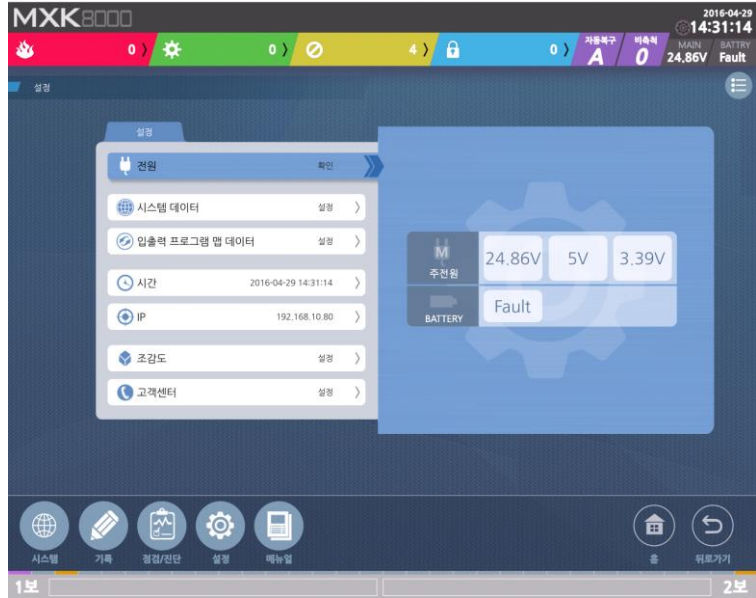 MXK8000
2016-04-29
14:31:14
0 0 4 0 자동복구 A 비축적 0 MAIN 24.86V BATTRY Fault
설정
설정
전원 확인
시스템 데이터 설정
입출력 프로그램 맵 데이터 설정
시간 2016-04-29 14:31:14
IP 192.168.10.80
조감도 설정
고객센터 설정
M 주전원 24.86V 5V 3.39V
BATTERY Fault
시스템 기록 점검/진단 설정 메뉴얼 홈 뒤로가기
1보 2보